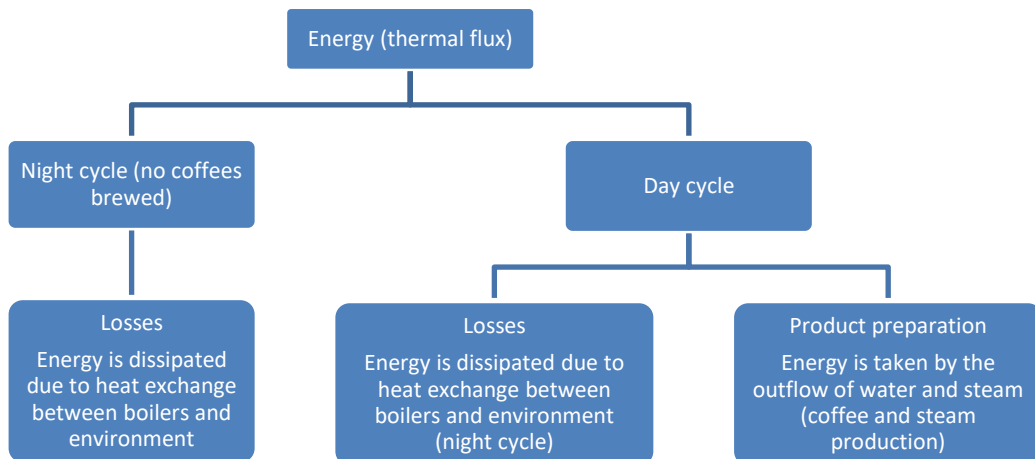 Energy (thermal flux)
Night cycle (no coffees
brewed)
Day cycle
Losses
Energy is dissipated
due to heat exchange
between boilers and
environment
Losses
Energy is dissipated due to
heat exchange between
boilers and environment
(night cycle)
Product preparation
Energy is taken by the
outflow of water and steam
(coffee and steam
production)